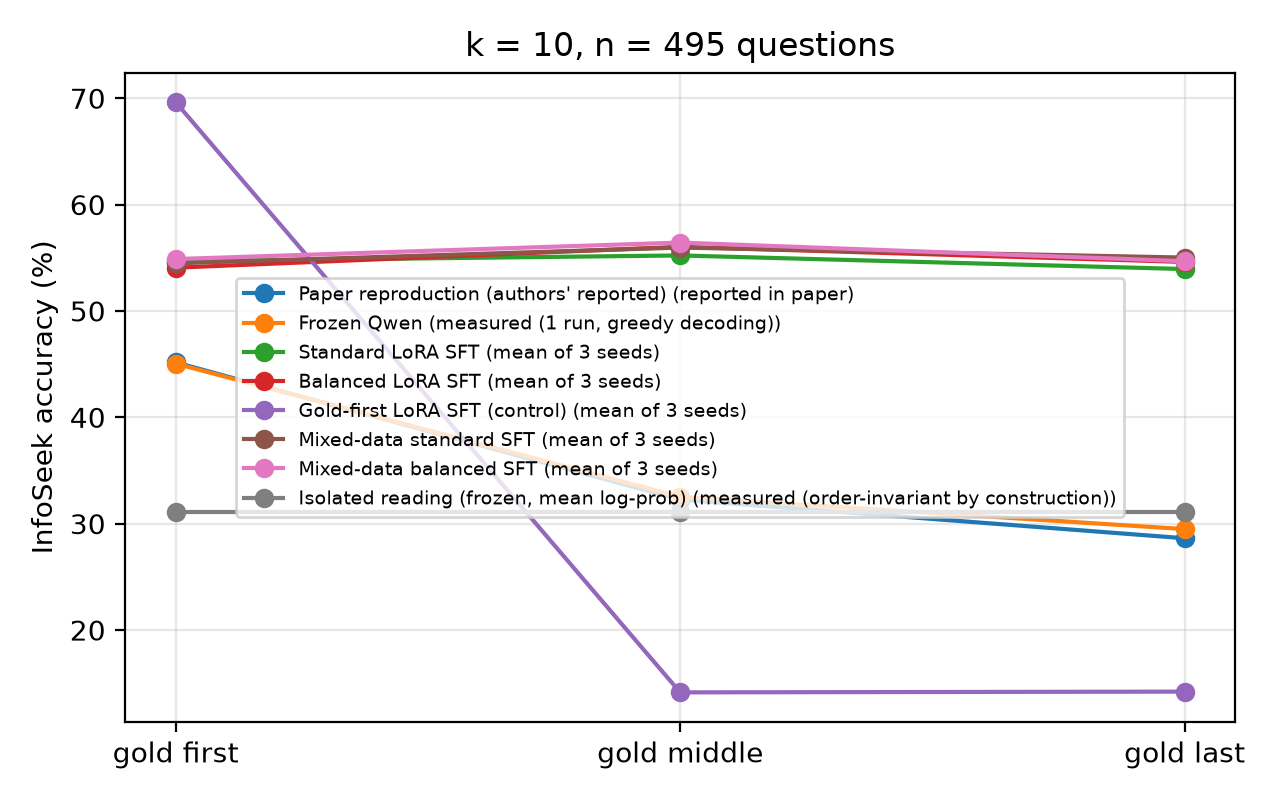 k = 10, n = 495 questions
InfoSeek accuracy (%)
70
60
50
40
30
20
Paper reproduction (authors' reported) (reported in paper)
Frozen Qwen (measured (1 run, greedy decoding))
Standard LoRA SFT (mean of 3 seeds)
Balanced LoRA SFT (mean of 3 seeds)
Gold-first LoRA SFT (control) (mean of 3 seeds)
Mixed-data standard SFT (mean of 3 seeds)
Mixed-data balanced SFT (mean of 3 seeds)
Isolated reading (frozen, mean log-prob) (measured (order-invariant by construction))
gold first
gold middle
gold last